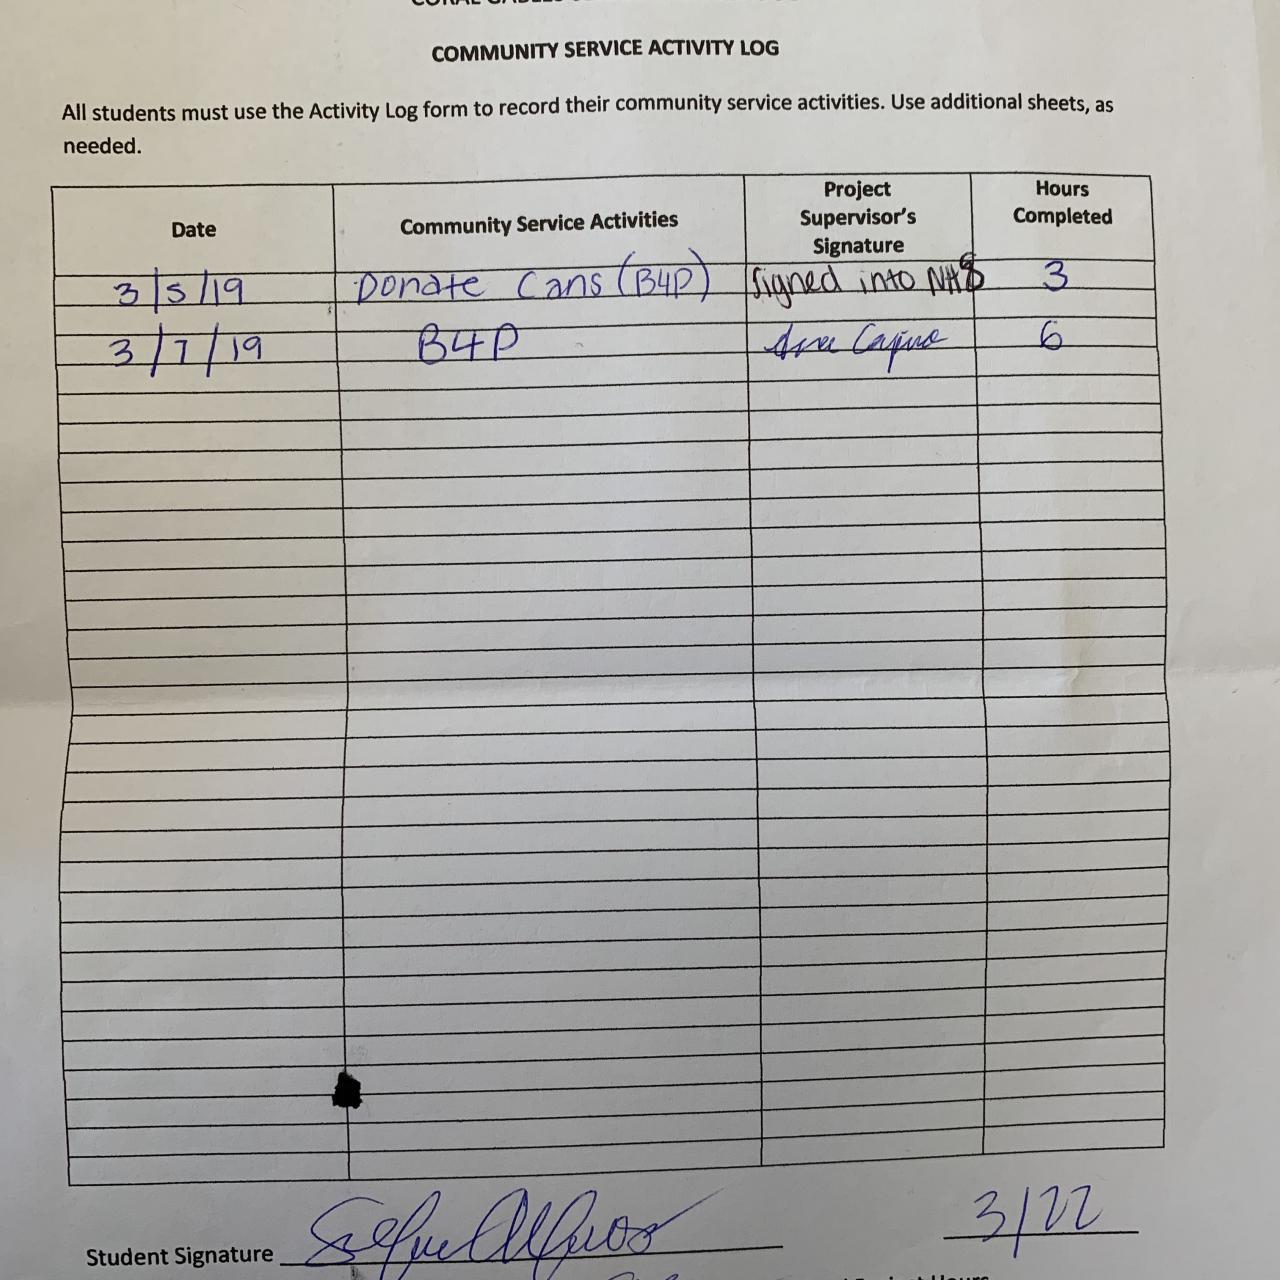 COMMUNITY SERVICE ACTIVITY LOG
All students must use the Activity Log form to record their community service activities. Use additional sheets, as
needed.
Date
Community Service Activities
Project
Supervisor's
Signature
Hours
Completed
3/5/19 Donate Cans (B4P) Signed into NHS 3
3/7/19 B4P 6
Student Signature 3/22